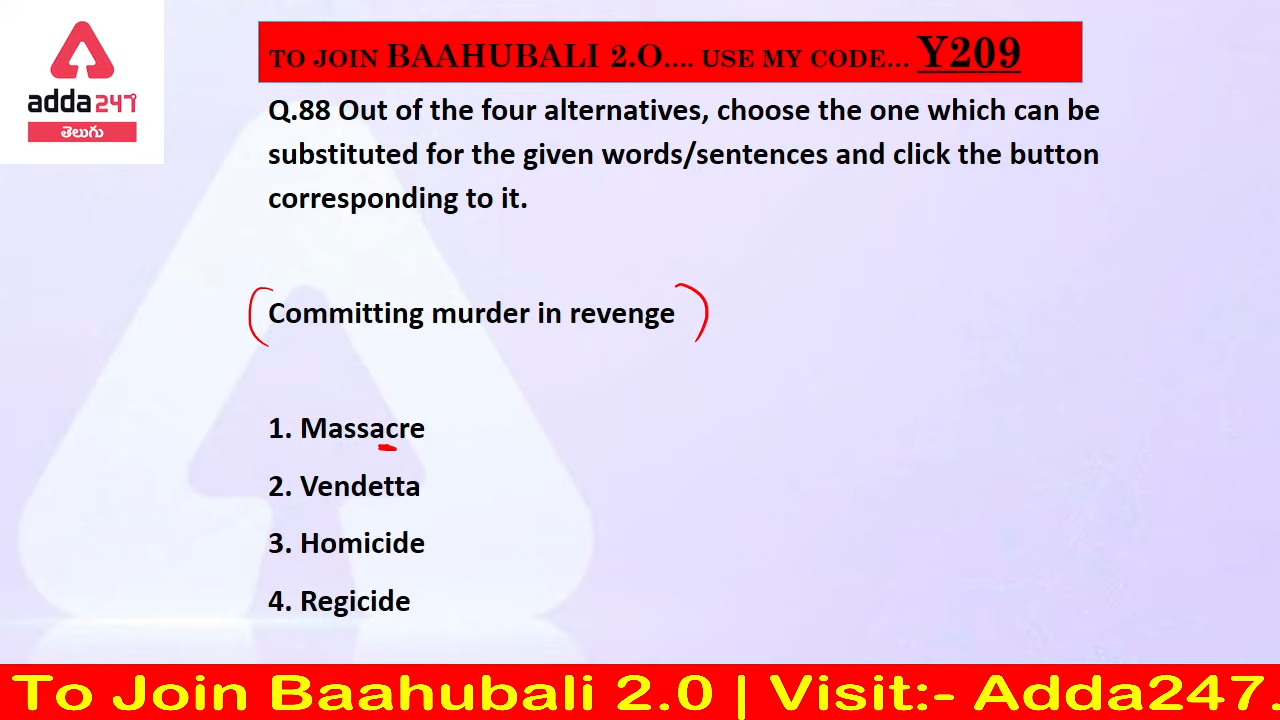 adda247
తెలుగు
TO JOIN BAAHUBALI 2.O.... USE MY CODE... Y209
Q.88 Out of the four alternatives, choose the one which can be
substituted for the given words/sentences and click the button
corresponding to it.
Committing murder in revenge
1. Massacre
2. Vendetta
3. Homicide
4. Regicide
To Join Baahubali 2.0 | Visit:- Adda247.